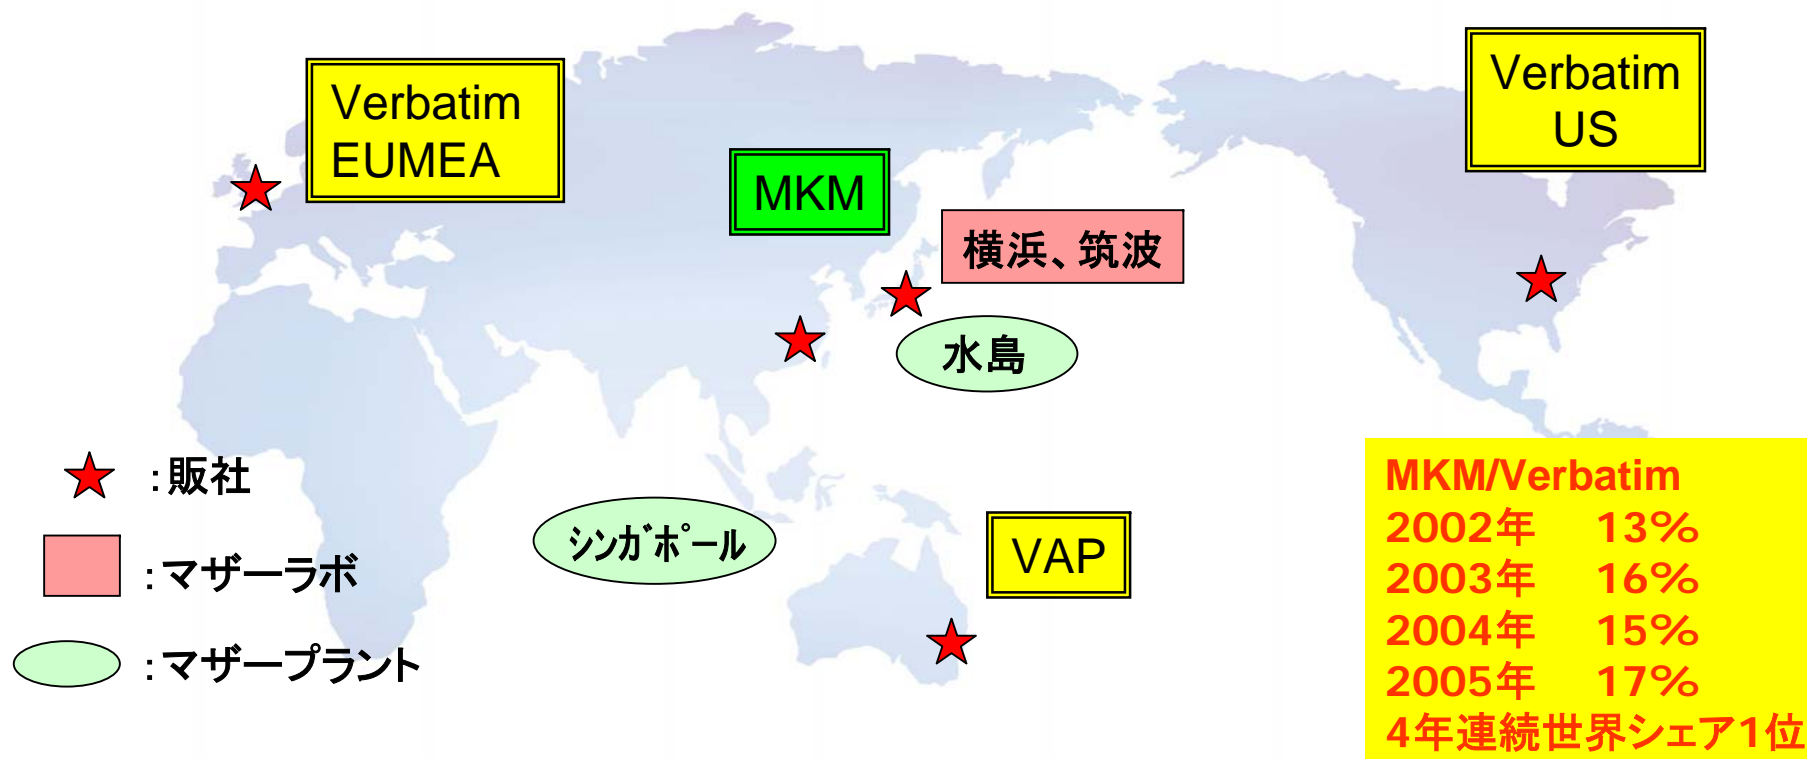 Verbatim
EUMEA
Verbatim
US
MKM
横浜、筑波
水島
:販社
:マザーラボ
:マザープラント
シンガポール
VAP
MKM/Verbatim
2002年 13%
2003年 16%
2004年 15%
2005年 17%
4年連続世界シェア1位